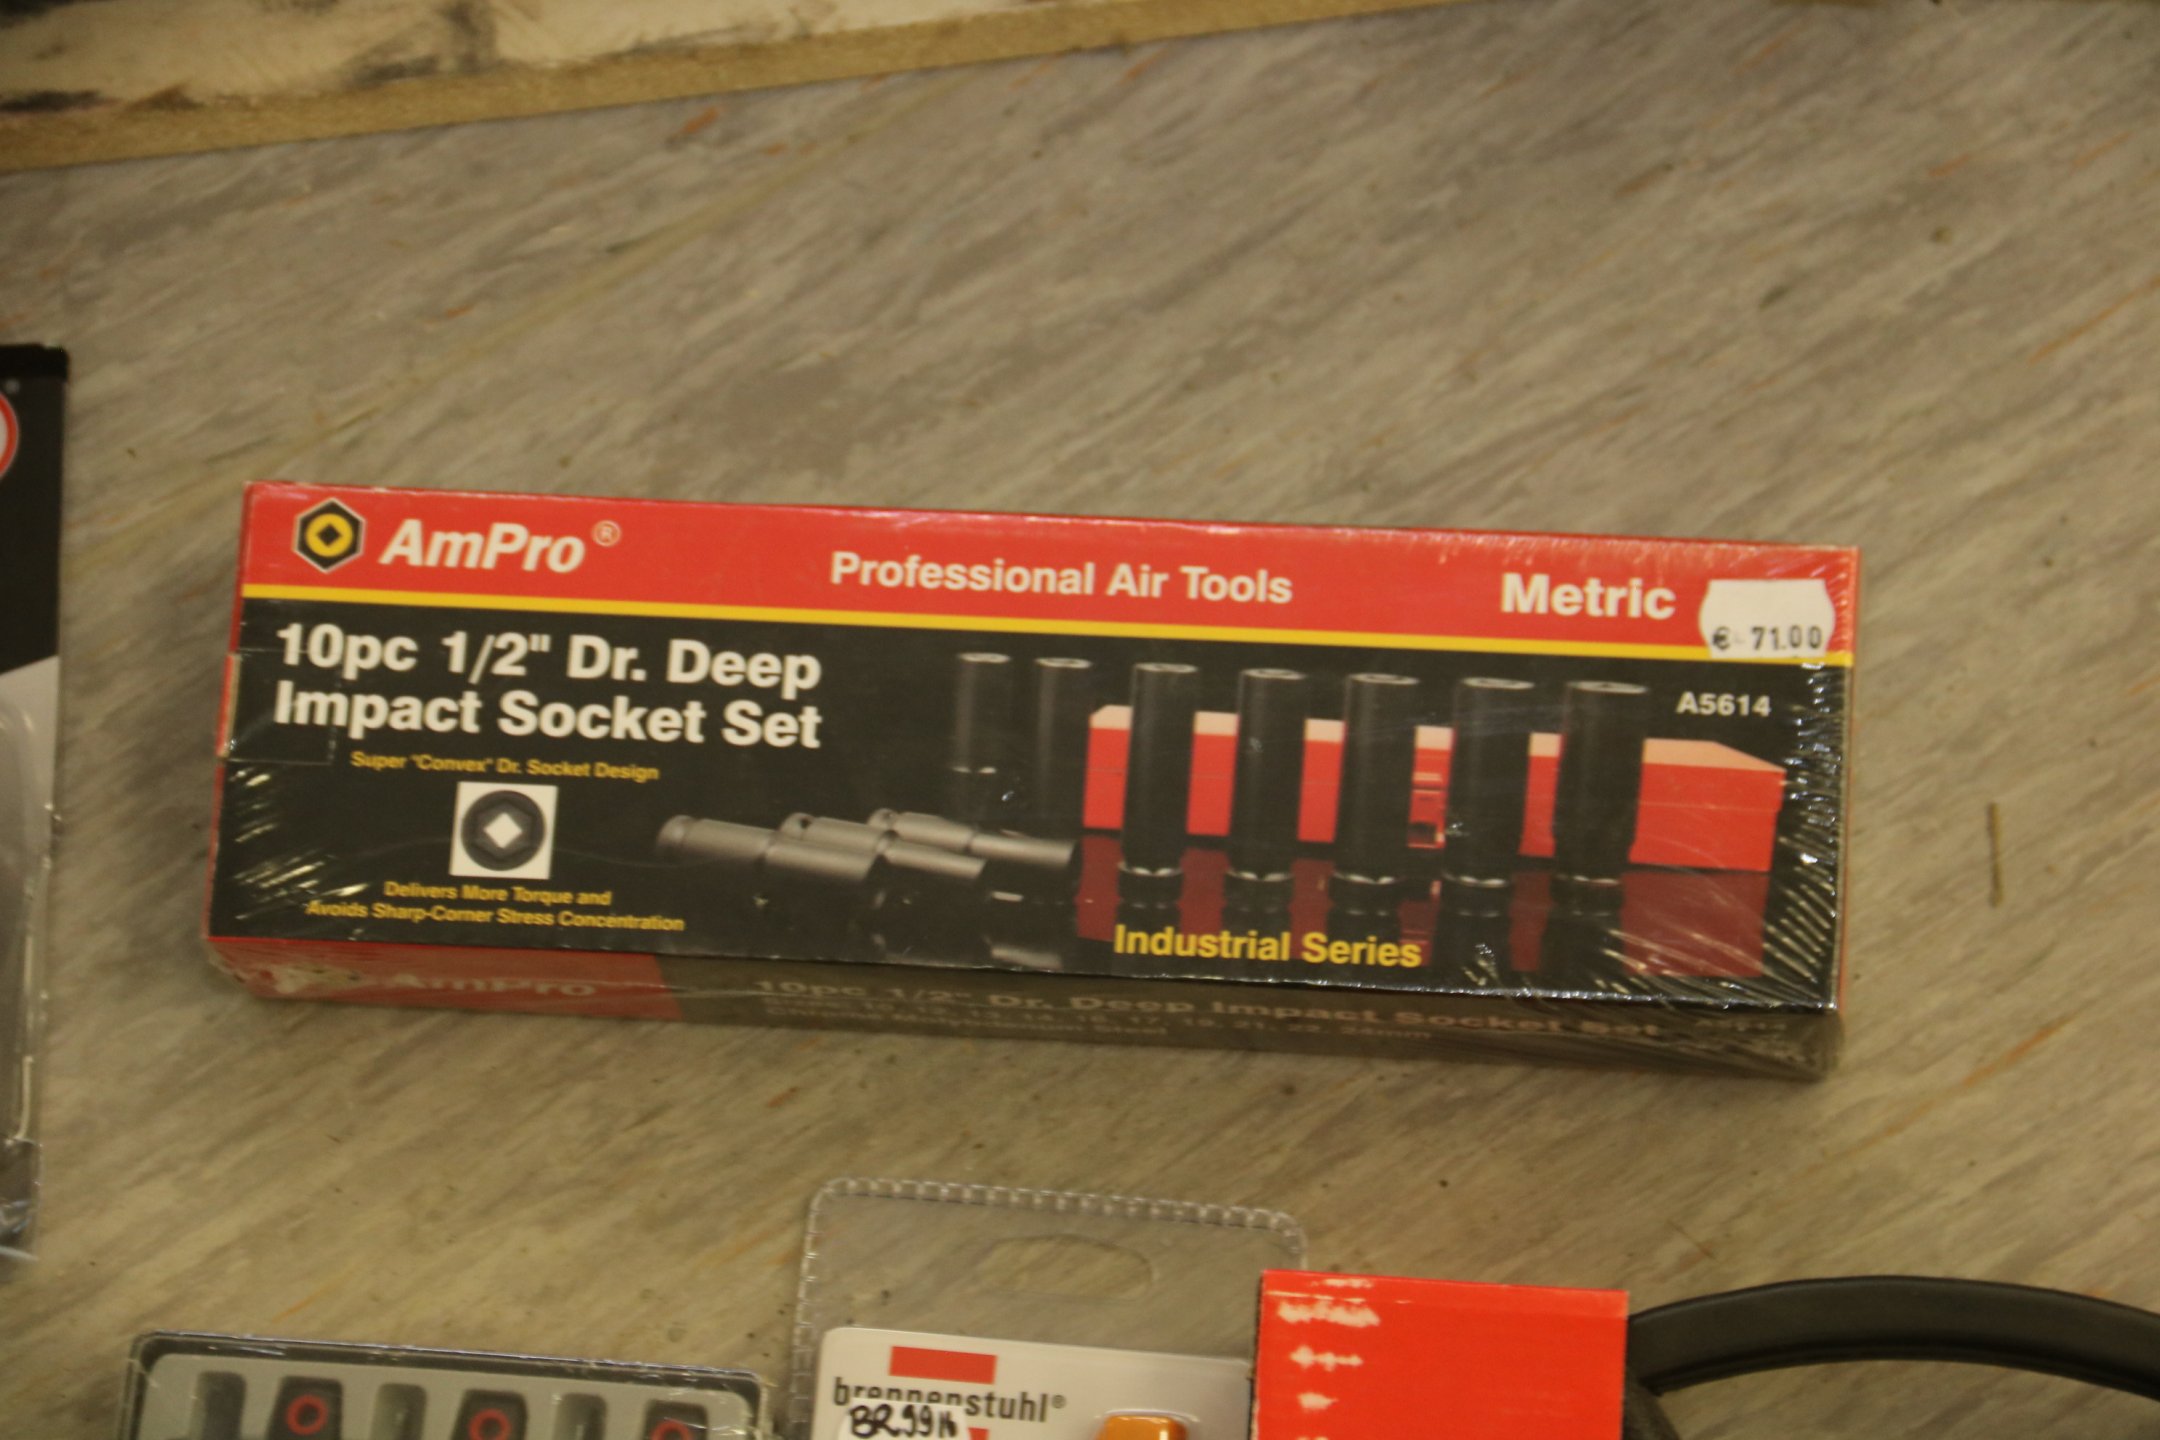 AmPro®
Professional Air Tools
Metric
€ 71.00
10pc 1/2" Dr. Deep
Impact Socket Set
A5614
Super "Convex" Dr. Socket Design
Delivers More Torque and
Avoids Sharp-Corner Stress Concentration
Industrial Series
AmPro
10pc 1/2" Dr. Deep Impact Socket Set
brennenstuhl®